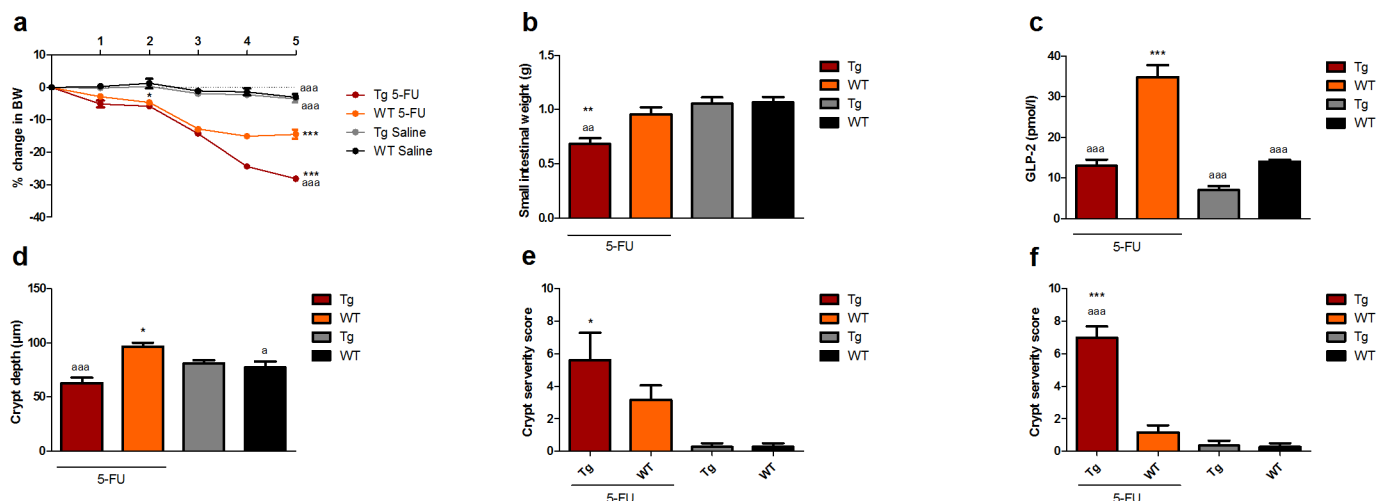 a
1 2 3 4 5
10
0
-10
-20
-30
-40
% change in BW
*
aaa
aaa
***
***
aaa
Tg 5-FU
WT 5-FU
Tg Saline
WT Saline
b
1.5
1.0
0.5
0.0
Small intestinal weight (g)
**
aa
5-FU
Tg
WT
Tg
WT
c
60
40
20
0
GLP-2 (pmol/l)
aaa
***
aaa
aaa
5-FU
Tg
WT
Tg
WT
d
150
100
50
0
Crypt depth (µm)
aaa
*
a
5-FU
Tg
WT
Tg
WT
e
10
8
6
4
2
0
Crypt serverity score
*
Tg WT Tg WT
5-FU
Tg
WT
Tg
WT
f
10
8
6
4
2
0
Crypt serverity score
***
aaa
Tg WT Tg WT
5-FU
Tg
WT
Tg
WT